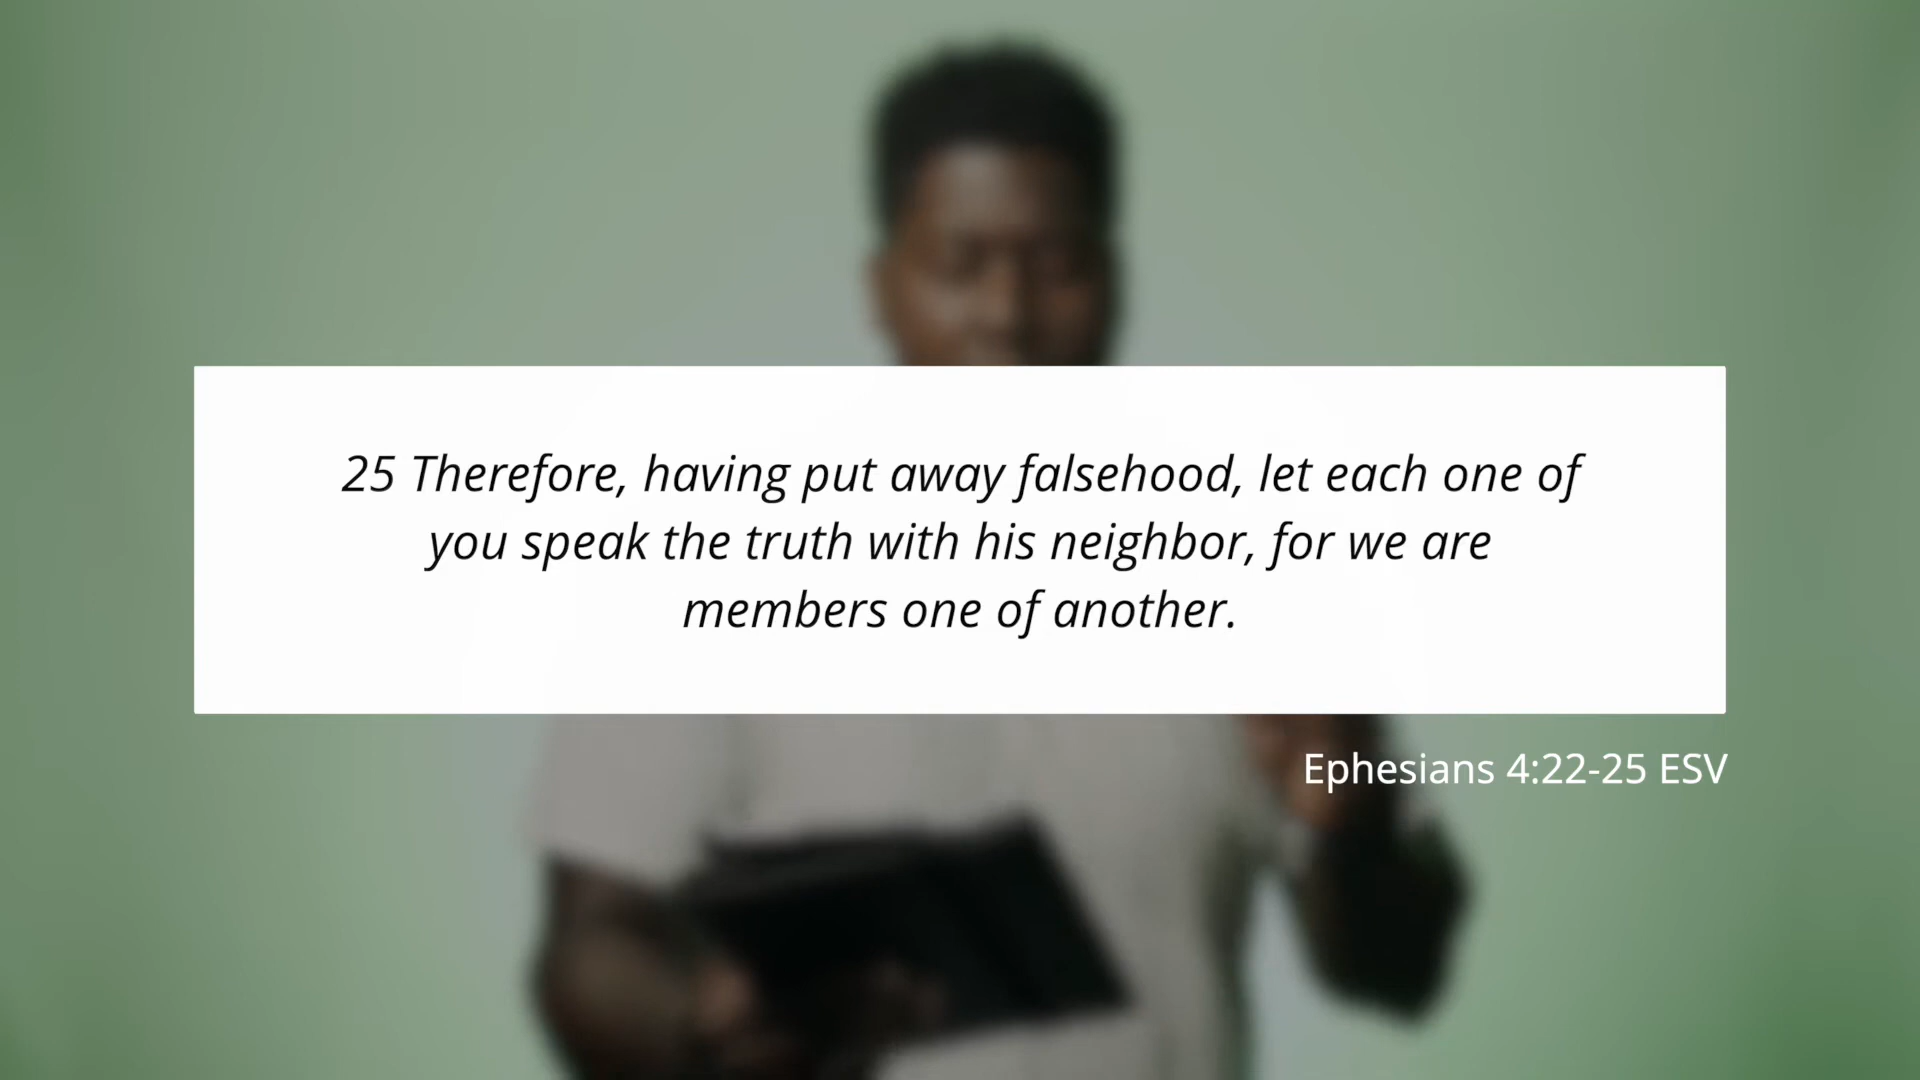 25 Therefore, having put away falsehood, let each one of
you speak the truth with his neighbor, for we are
members one of another.
Ephesians 4:22-25 ESV